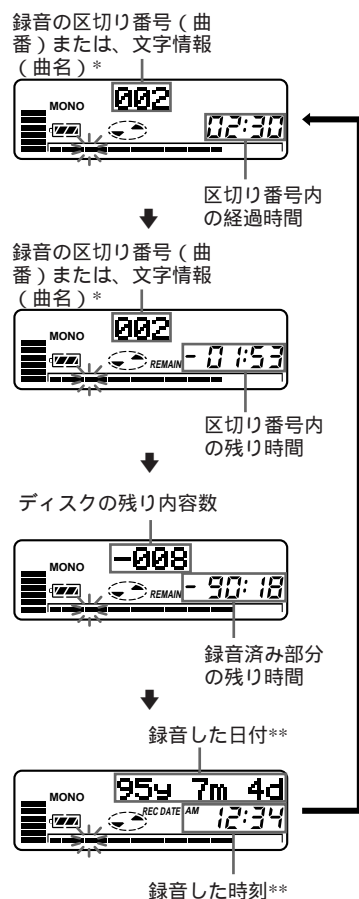 録音の区切り番号（曲
番）または、文字情報
（曲名）*
MONO 002
02:30
区切り番号内
の経過時間
録音の区切り番号（曲
番）または、文字情報
（曲名）*
MONO 002
REMAIN -01:53
区切り番号内
の残り時間
ディスクの残り内容数
MONO -008
REMAIN -90:18
録音済み部分
の残り時間
録音した日付**
MONO 95y 7m 4d
REC DATE AM 12:34
録音した時刻**